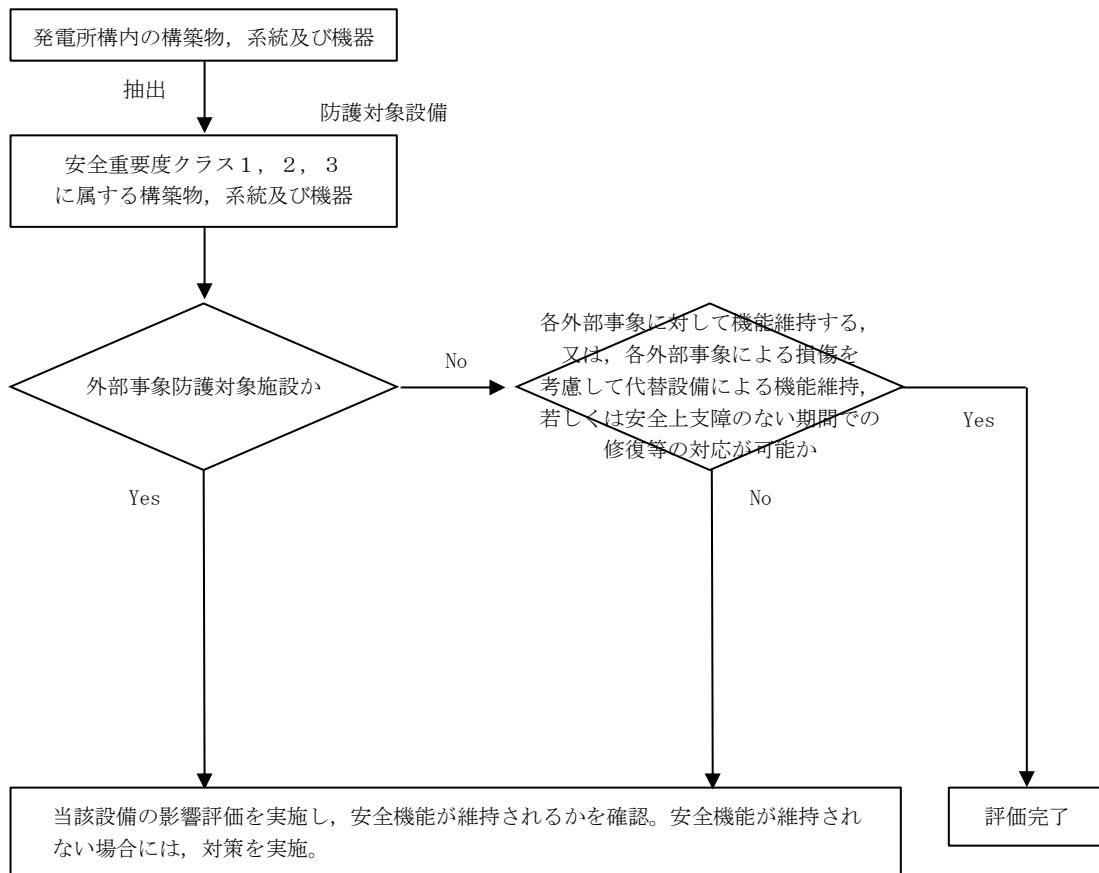 発電所構内の構築物，系統及び機器
抽出
防護対象設備
安全重要度クラス１，２，３
に属する構築物，系統及び機器
外部事象防護対象施設か
No
各外部事象に対して機能維持する，
又は，各外部事象による損傷を
考慮して代替設備による機能維持，
若しくは安全上支障のない期間での
修復等の対応が可能か
Yes
Yes
No
当該設備の影響評価を実施し，安全機能が維持されるかを確認。安全機能が維持され
ない場合には，対策を実施。
評価完了